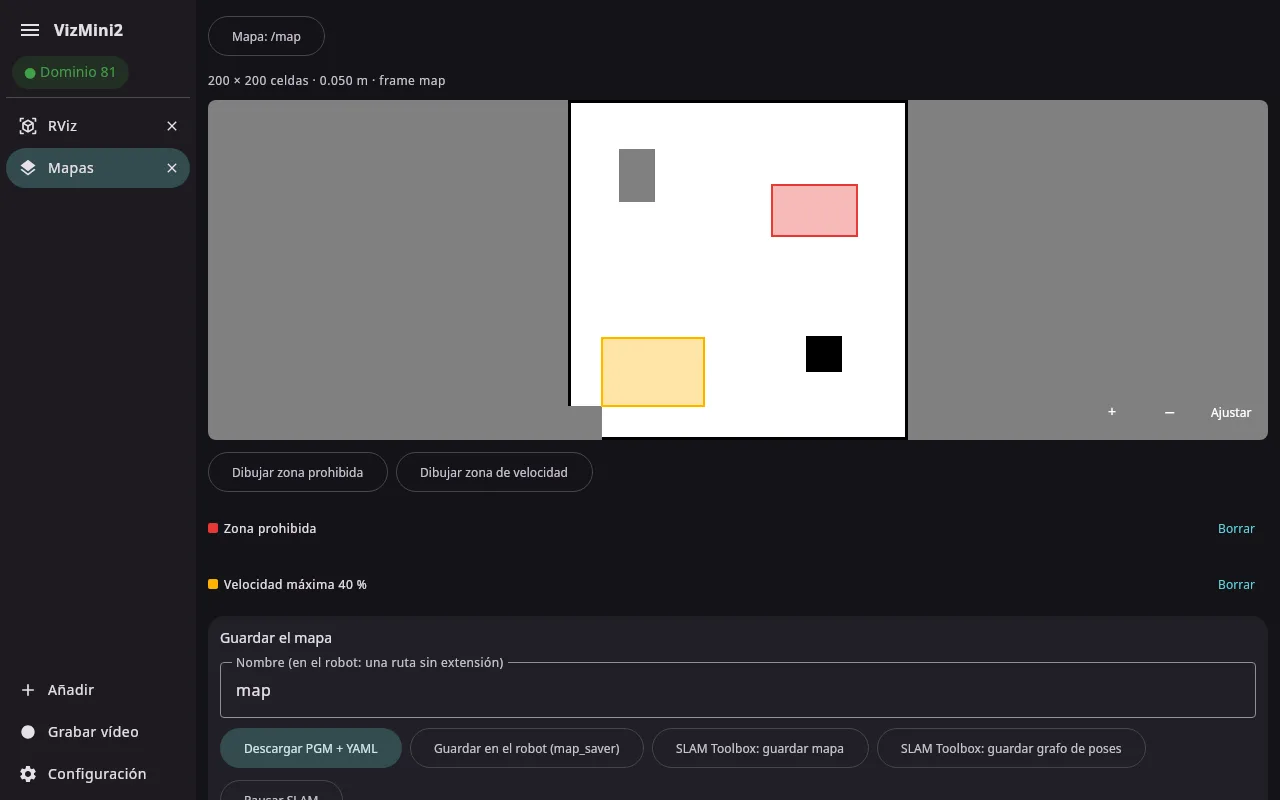 VizMini2
Dominio 81
RViz
Mapas
Añadir
Grabar vídeo
Configuración
Mapa: /map
200 × 200 celdas · 0.050 m · frame map
+ − Ajustar
Dibujar zona prohibida Dibujar zona de velocidad
Zona prohibida Borrar
Velocidad máxima 40 % Borrar
Guardar el mapa
Nombre (en el robot: una ruta sin extensión)
map
Descargar PGM + YAML Guardar en el robot (map_saver) SLAM Toolbox: guardar mapa SLAM Toolbox: guardar grafo de poses
Pausar SLAM